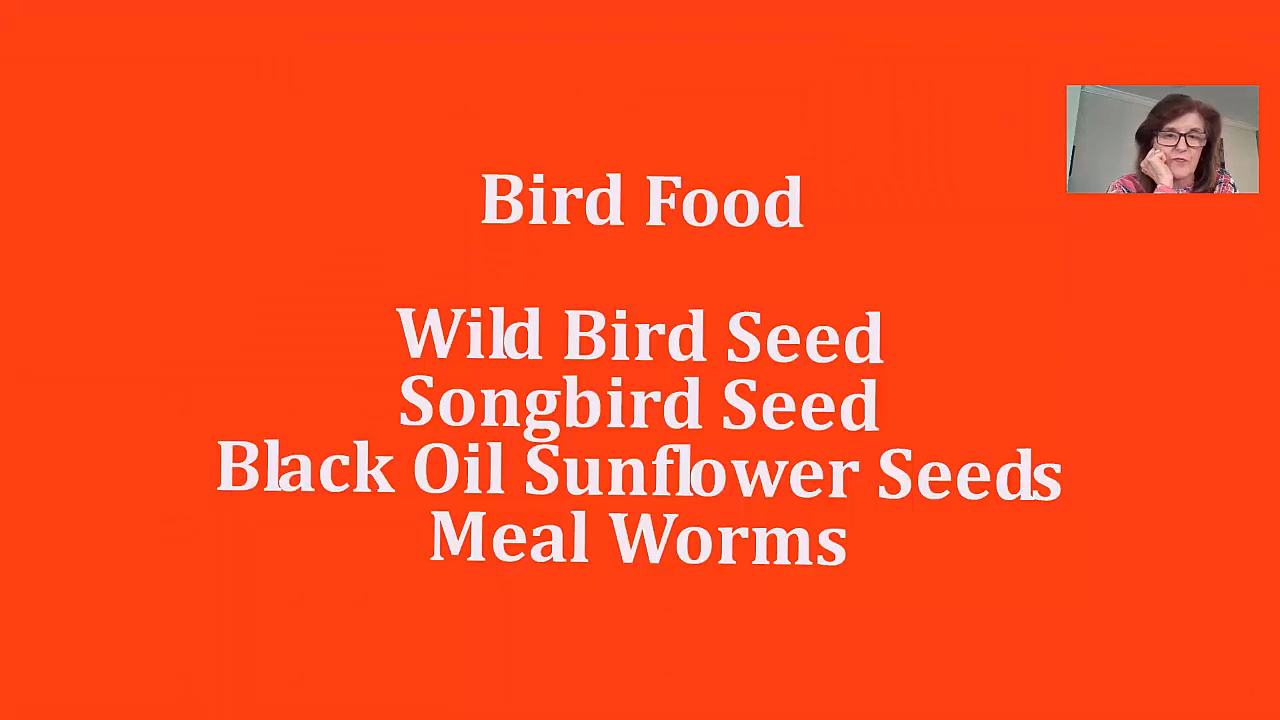 Bird Food
Wild Bird Seed
Songbird Seed
Black Oil Sunflower Seeds
Meal Worms